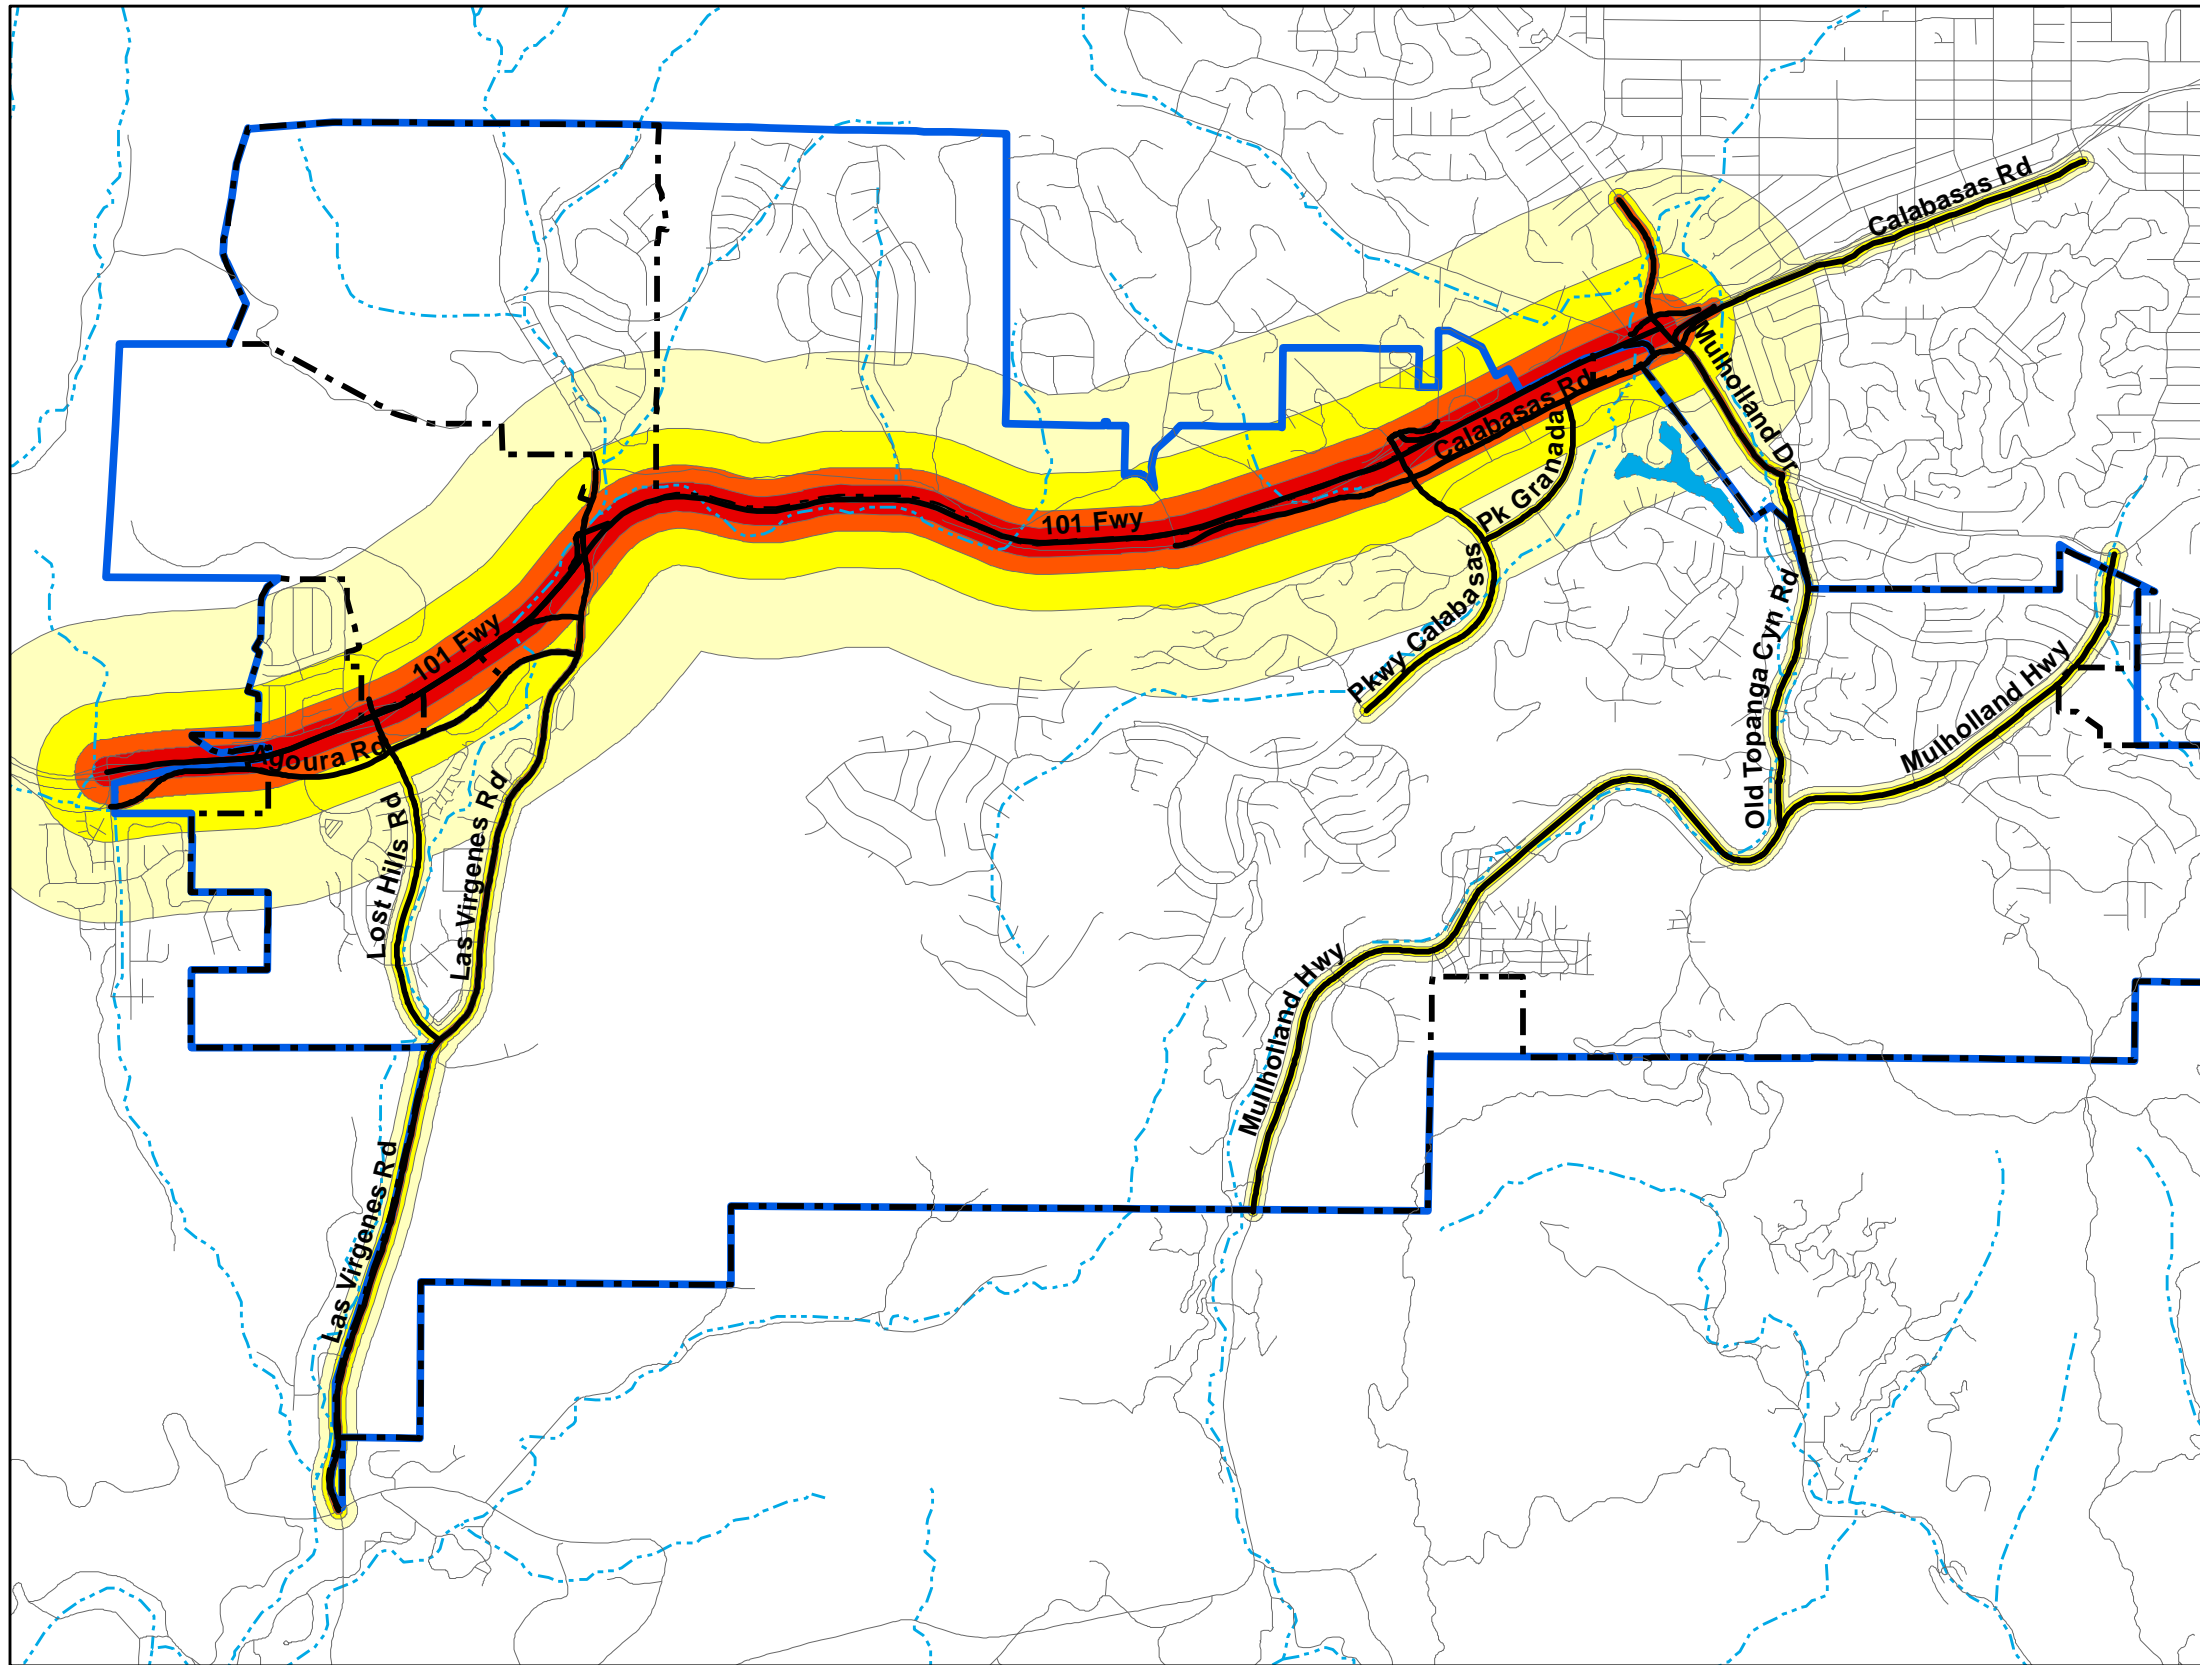 Calabasas Rd
Mulholland Dr
Calabasas Rd
Pk Granada
101 Fwy
Pkwy Calabasas
101 Fwy
Old Topanga Cyn Rd
Mulholland Hwy
Agoura Rd
Lost Hills Rd
Las Virgenes Rd
Mullholland Hwy
Las Virgenes Rd